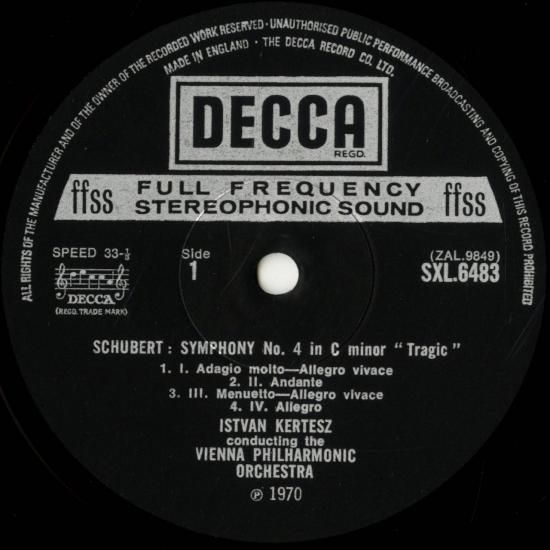 ALL RIGHTS OF THE MANUFACTURER AND OF THE OWNER OF THE RECORDED WORK RESERVED · UNAUTHORISED PUBLIC PERFORMANCE BROADCASTING AND COPYING OF THIS RECORD PROHIBITED
MADE IN ENGLAND · THE DECCA RECORD CO. LTD.
DECCA
REGD.
ffss FULL FREQUENCY ffss
STEREOPHONIC SOUND
SPEED 33-⅓
Side
1
(ZAL.9849)
SXL.6483
DECCA
(REGD. TRADE MARK)
SCHUBERT: SYMPHONY No. 4 in C minor "Tragic"
1. I. Adagio molto—Allegro vivace
2. II. Andante
3. III. Menuetto—Allegro vivace
4. IV. Allegro
ISTVAN KERTESZ
conducting the
VIENNA PHILHARMONIC
ORCHESTRA
℗ 1970